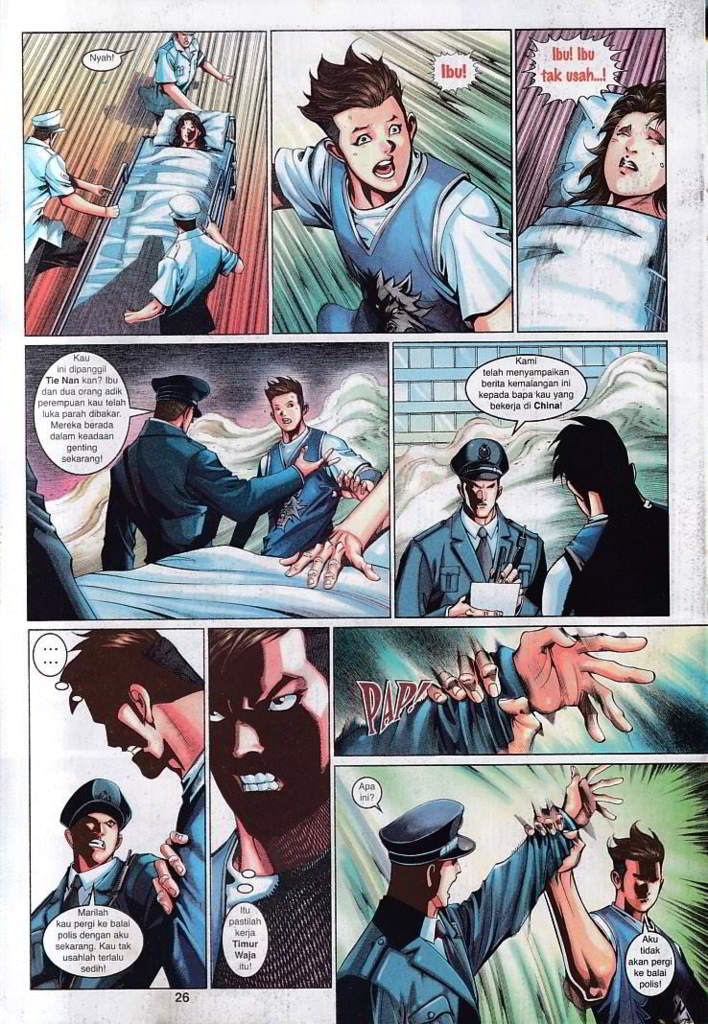 Nyah!
Ibu!
Ibu! Ibu
tak usah...!
Kau
ini dipanggil
Tie Nan kan? Ibu
dan dua orang adik
perempuan kau telah
luka parah dibakar.
Mereka berada
dalam keadaan
genting
sekarang!
Kami
telah menyampaikan
berita kemalangan ini
kepada bapa kau yang
bekerja di China!
...
...
Marilah
kau pergi ke balai
polis dengan aku
sekarang. Kau tak
usahlah terlalu
sedih!
Itu
pastilah
kerja
Timur
Waja
itu!
PAP!
Apa
ini?
Aku
tidak
akan pergi
ke balai
polis!
26